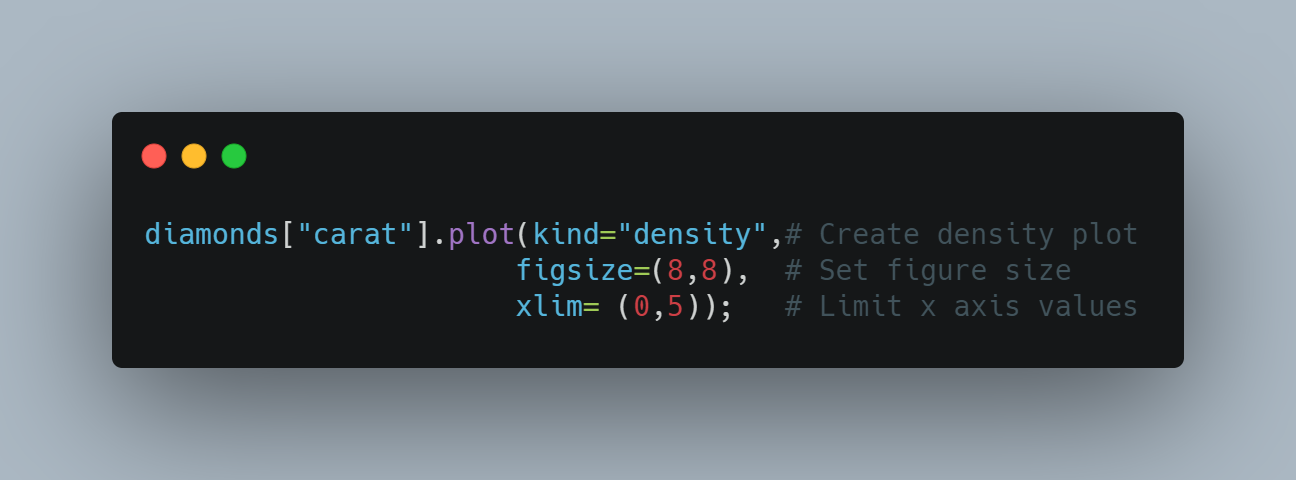 diamonds["carat"].plot(kind="density",# Create density plot
                      figsize=(8,8),  # Set figure size
                      xlim= (0,5));   # Limit x axis values